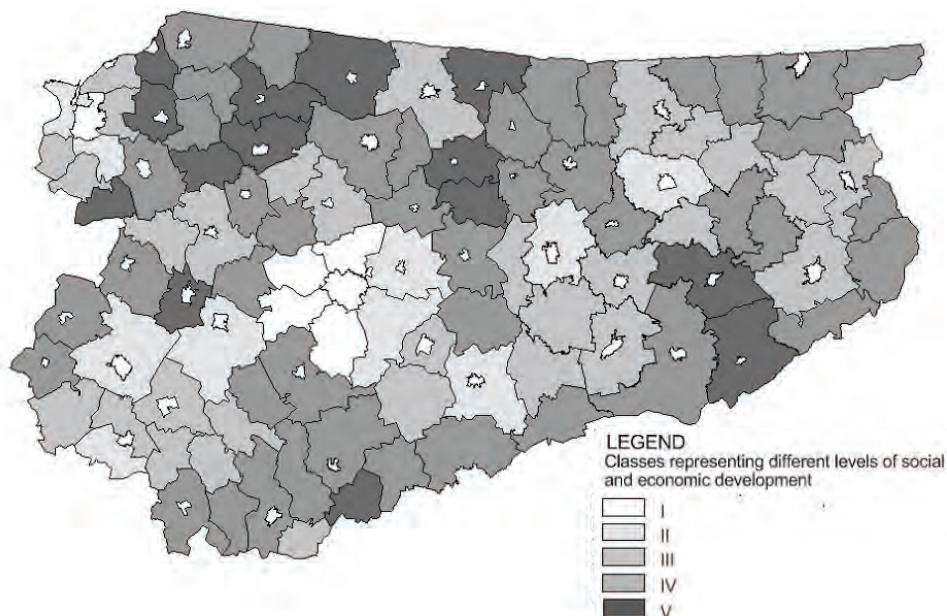 LEGEND
Classes representing different levels of social
and economic development
I
II
III
IV
V